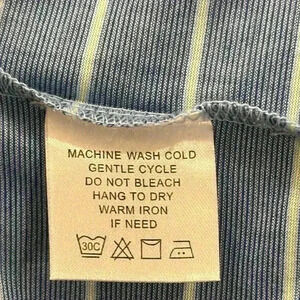 MACHINE WASH COLD
GENTLE CYCLE
DO NOT BLEACH
HANG TO DRY
WARM IRON
IF NEED
30C